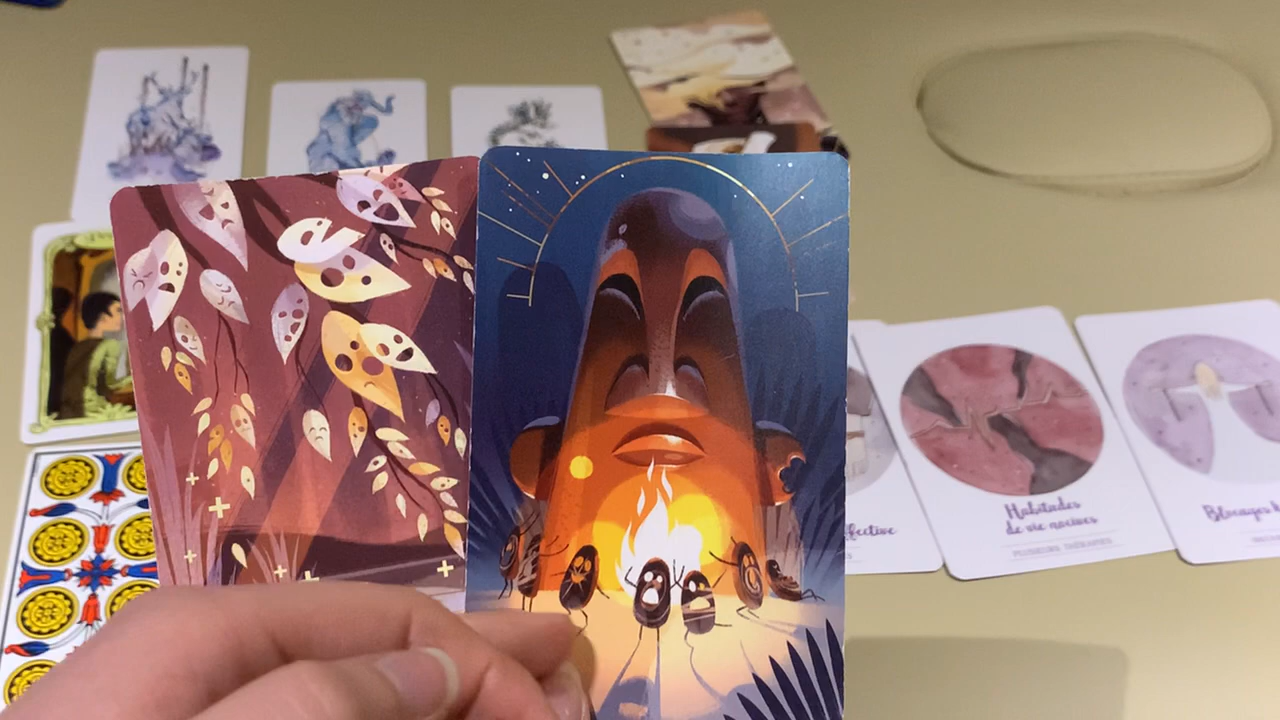 ffective
Habitudes
de vie nocives
PLUSIEURS THÉRAPIES
Blocages